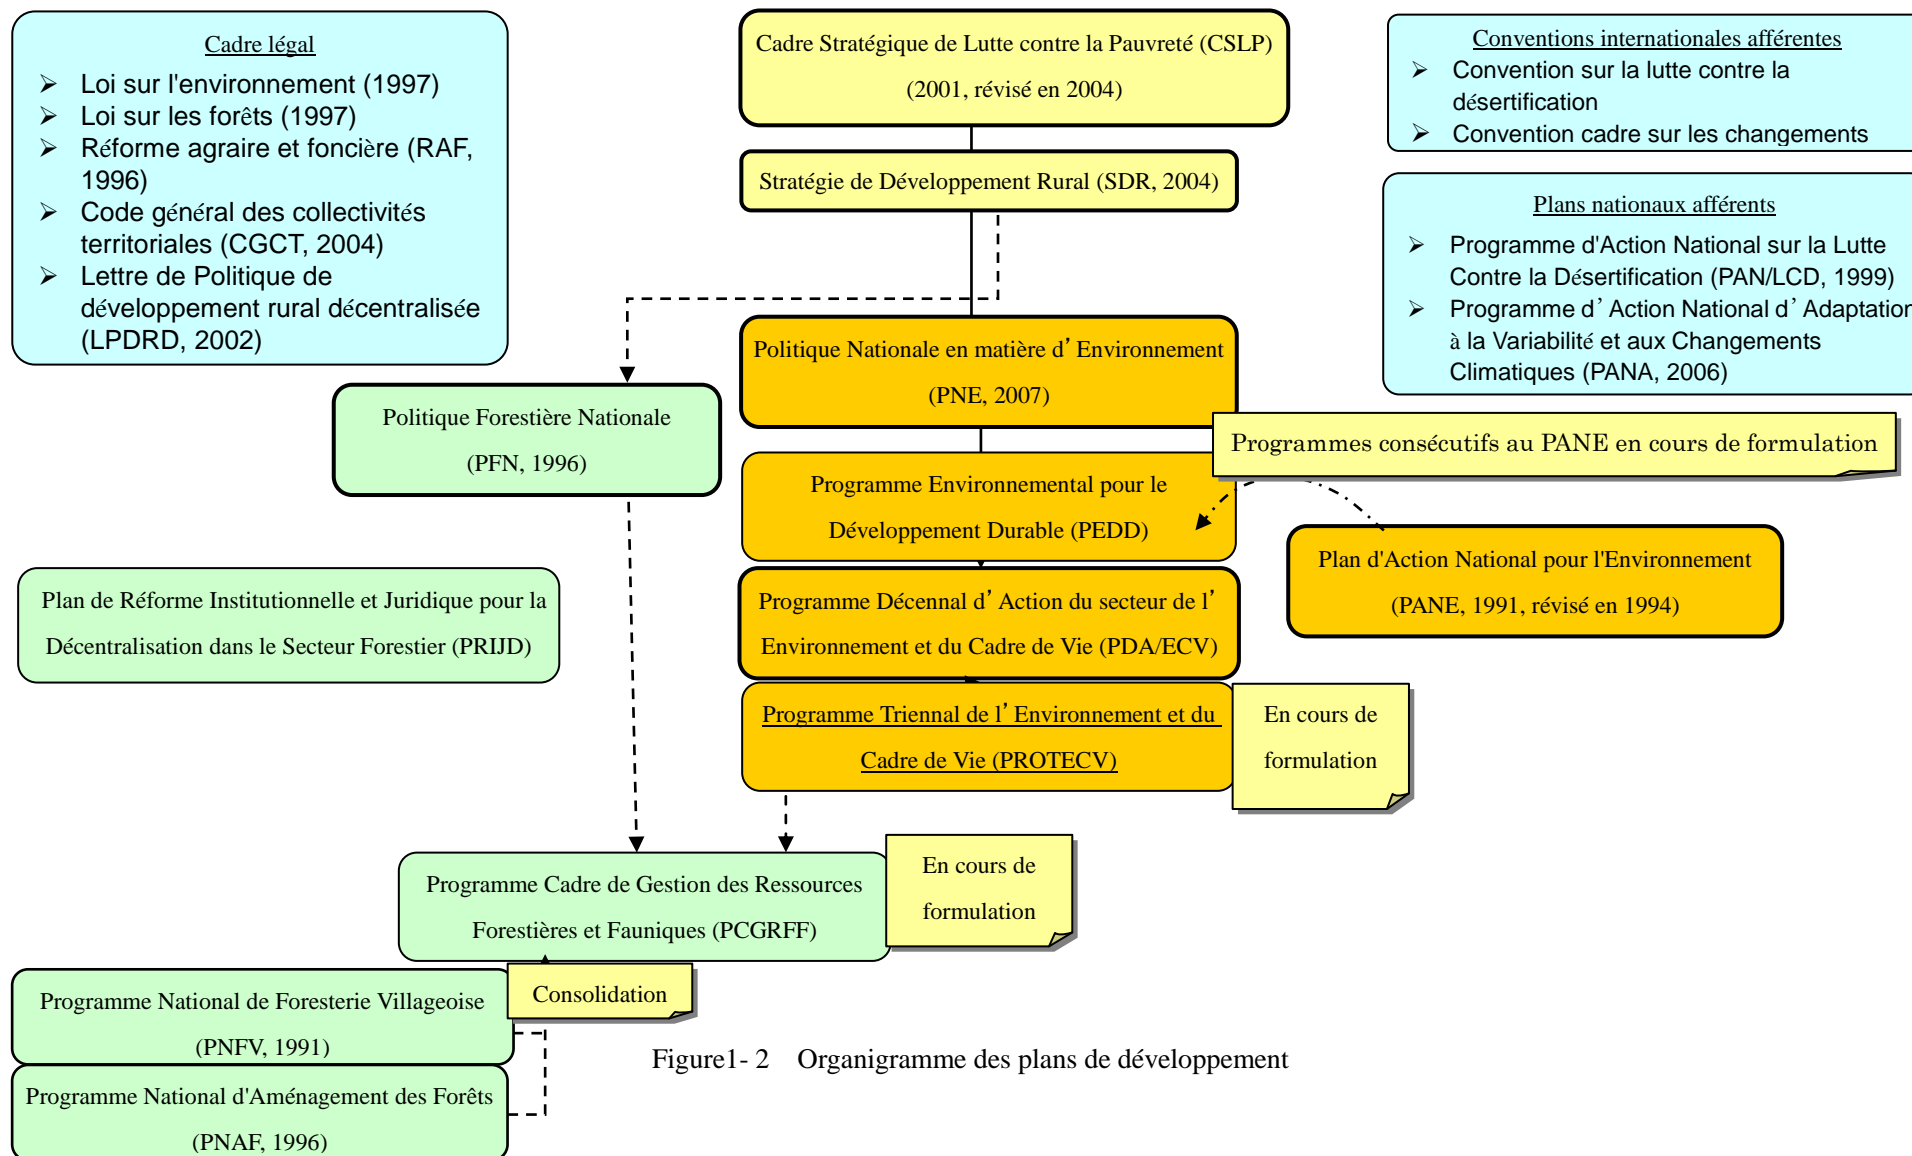 Cadre légal
➢ Loi sur l'environnement (1997)
➢ Loi sur les forêts (1997)
➢ Réforme agraire et foncière (RAF,
1996)
➢ Code général des collectivités
territoriales (CGCT, 2004)
➢ Lettre de Politique de
développement rural décentralisée
(LPDRD, 2002)
Cadre Stratégique de Lutte contre la Pauvreté (CSLP)
(2001, révisé en 2004)
Stratégie de Développement Rural (SDR, 2004)
Conventions internationales afférentes
➢ Convention sur la lutte contre la
désertification
➢ Convention cadre sur les changements
Plans nationaux afférents
➢ Programme d'Action National sur la Lutte
Contre la Désertification (PAN/LCD, 1999)
➢ Programme d’Action National d’Adaptation
à la Variabilité et aux Changements
Climatiques (PANA, 2006)
Politique Nationale en matière d’Environnement
(PNE, 2007)
Politique Forestière Nationale
(PFN, 1996)
Programmes consécutifs au PANE en cours de formulation
Programme Environnemental pour le
Développement Durable (PEDD)
Plan d'Action National pour l'Environnement
(PANE, 1991, révisé en 1994)
Plan de Réforme Institutionnelle et Juridique pour la
Décentralisation dans le Secteur Forestier (PRIJD)
Programme Décennal d’Action du secteur de l’
Environnement et du Cadre de Vie (PDA/ECV)
Programme Triennal de l’Environnement et du
Cadre de Vie (PROTECV)
En cours de
formulation
Programme Cadre de Gestion des Ressources
Forestières et Fauniques (PCGRFF)
En cours de
formulation
Programme National de Foresterie Villageoise
(PNFV, 1991)
Consolidation
Programme National d'Aménagement des Forêts
(PNAF, 1996)
Figure1- 2 Organigramme des plans de développement